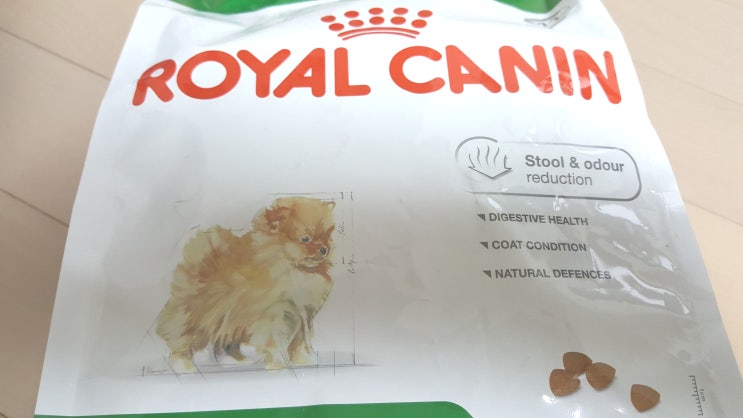 ROYAL CANIN
Stool & odour
reduction
DIGESTIVE HEALTH
COAT CONDITION
NATURAL DEFENCES